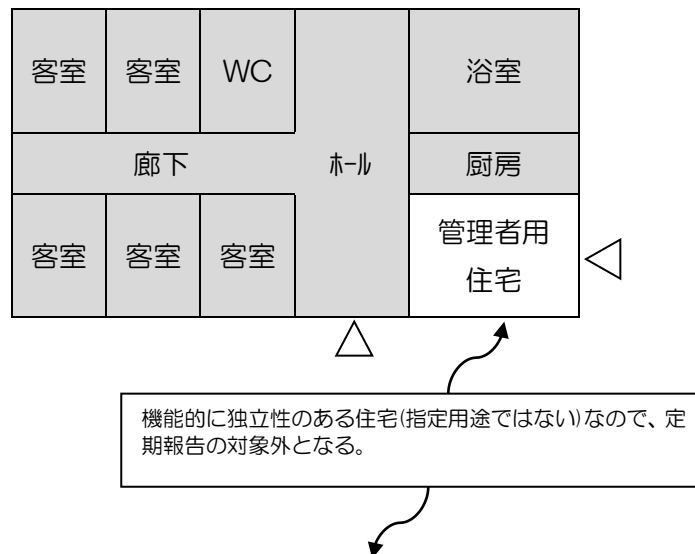 客室 客室 WC 浴室
廊下 ﾎｰﾙ 厨房
客室 客室 客室 管理者用
住宅
機能的に独立性のある住宅(指定用途ではない)なので、定
期報告の対象外となる。